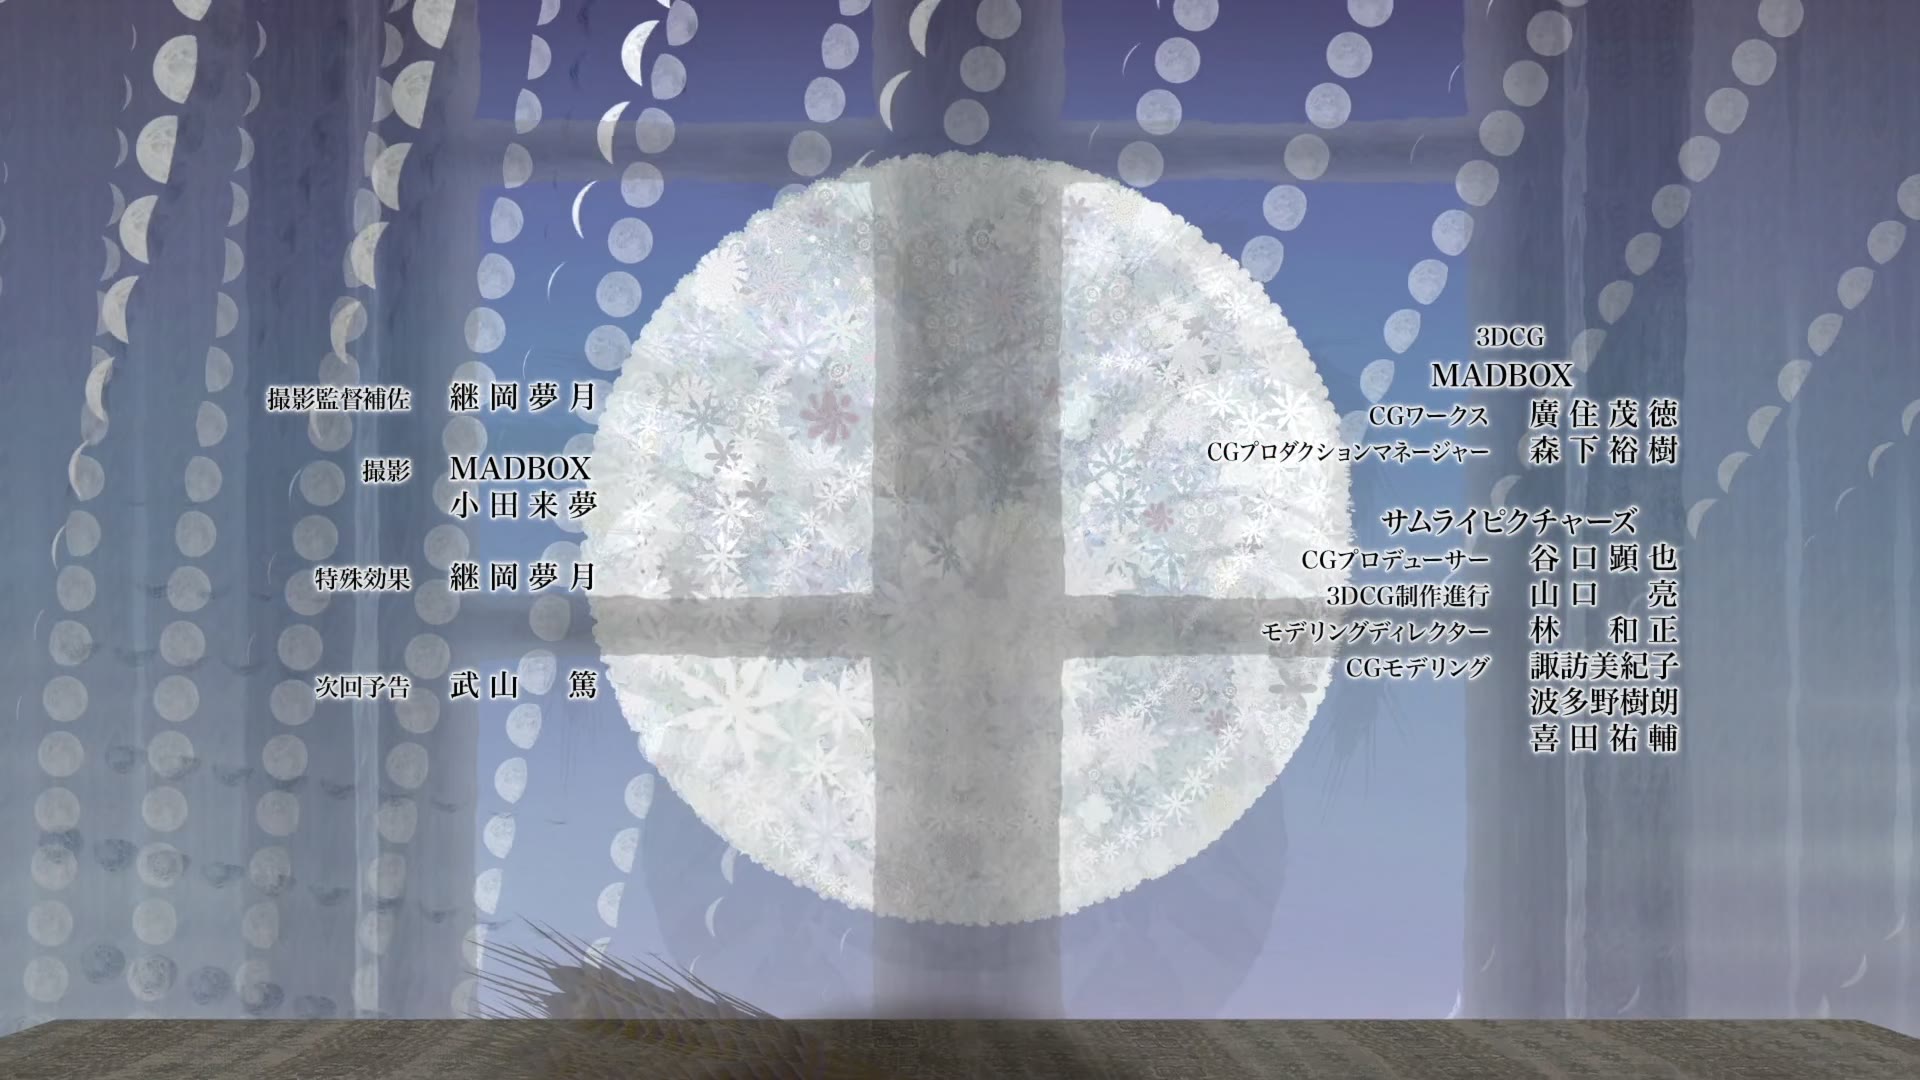 撮影監督補佐 継岡夢月
撮影 MADBOX
小田来夢
特殊効果 継岡夢月
次回予告 武山 篤
3DCG
MADBOX
CGワークス 廣住茂徳
CGプロダクションマネージャー 森下裕樹
サムライピクチャーズ
CGプロデューサー 谷口顕也
3DCG制作進行 山口 亮
モデリングディレクター 林 和正
CGモデリング 諏訪美紀子
波多野樹朗
喜田祐輔